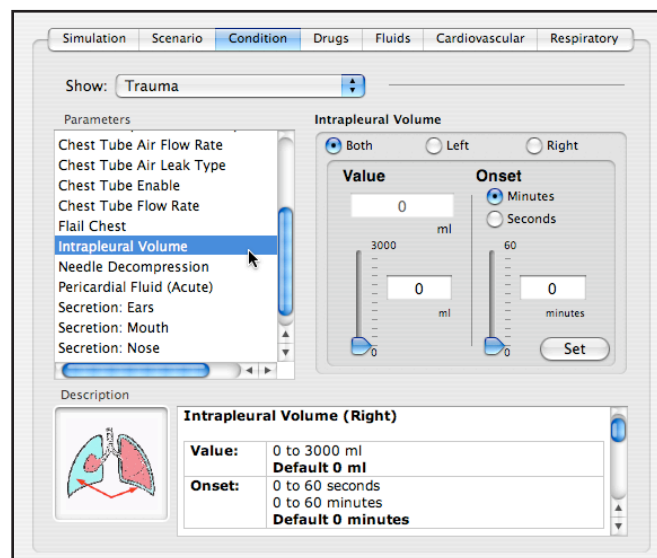 Simulation Scenario Condition Drugs Fluids Cardiovascular Respiratory
Show: Trauma
Parameters
Chest Tube Air Flow Rate
Chest Tube Air Leak Type
Chest Tube Enable
Chest Tube Flow Rate
Flail Chest
Intrapleural Volume
Needle Decompression
Pericardial Fluid (Acute)
Secretion: Ears
Secretion: Mouth
Secretion: Nose
Intrapleural Volume
Both Left Right
Value
0
ml
3000
0
ml
0
Onset
Minutes
Seconds
60
0
minutes
0
Set
Description
Intrapleural Volume (Right)
Value: 0 to 3000 ml
Default 0 ml
Onset: 0 to 60 seconds
0 to 60 minutes
Default 0 minutes